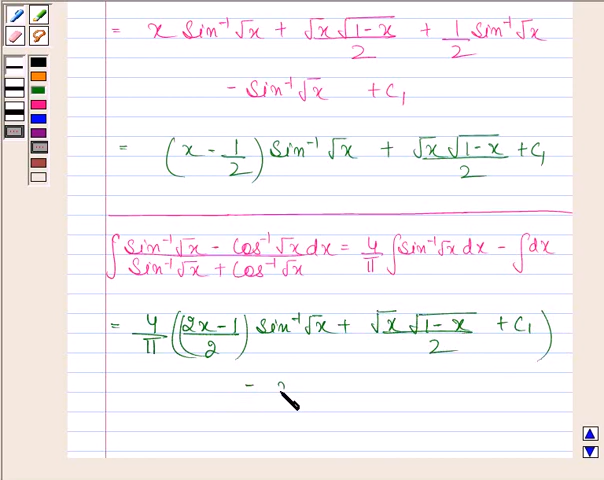 = x sin⁻¹√x + √x √(1-x)/2 + 1/2 sin⁻¹√x
- sin⁻¹√x + C₁
= (x - 1/2) sin⁻¹√x + √x √(1-x)/2 + C₁
∫ (sin⁻¹√x - cos⁻¹√x)/(sin⁻¹√x + cos⁻¹√x) dx = 4/π ∫ sin⁻¹√x dx - ∫ dx
= 4/π ( ((2x-1)/2) sin⁻¹√x + √x √(1-x)/2 + C₁ )
-